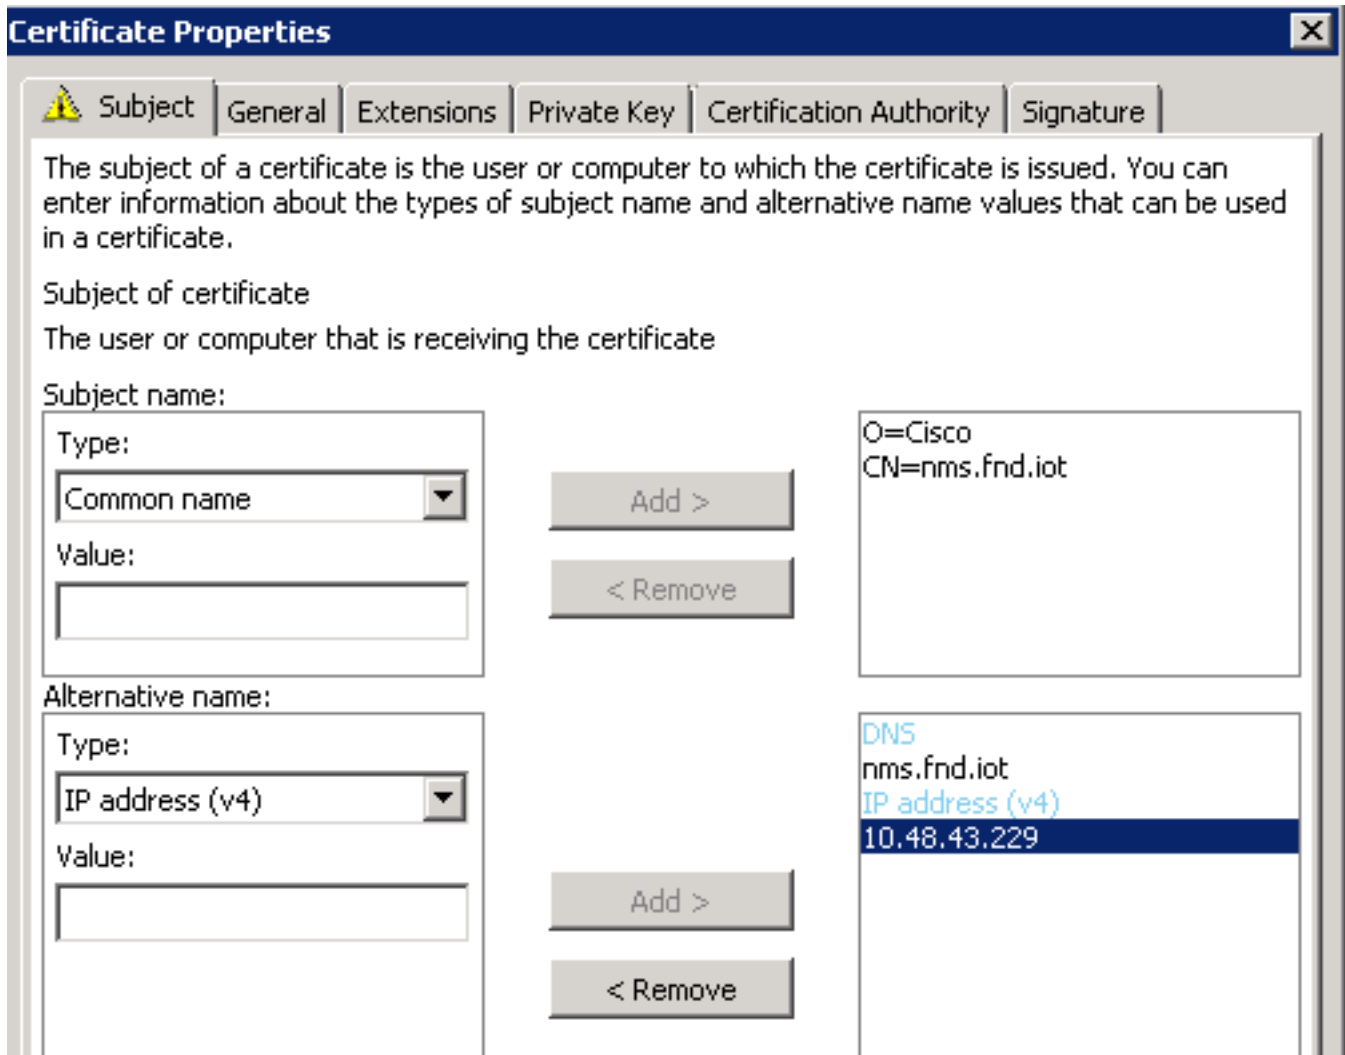 Certificate Properties
Subject
General
Extensions
Private Key
Certification Authority
Signature
The subject of a certificate is the user or computer to which the certificate is issued. You can
enter information about the types of subject name and alternative name values that can be used
in a certificate.
Subject of certificate
The user or computer that is receiving the certificate
Subject name:
Type:
Common name
Value:
Add >
< Remove
O=Cisco
CN=nms.fnd.iot
Alternative name:
Type:
IP address (v4)
Value:
Add >
< Remove
DNS
nms.fnd.iot
IP address (v4)
10.48.43.229